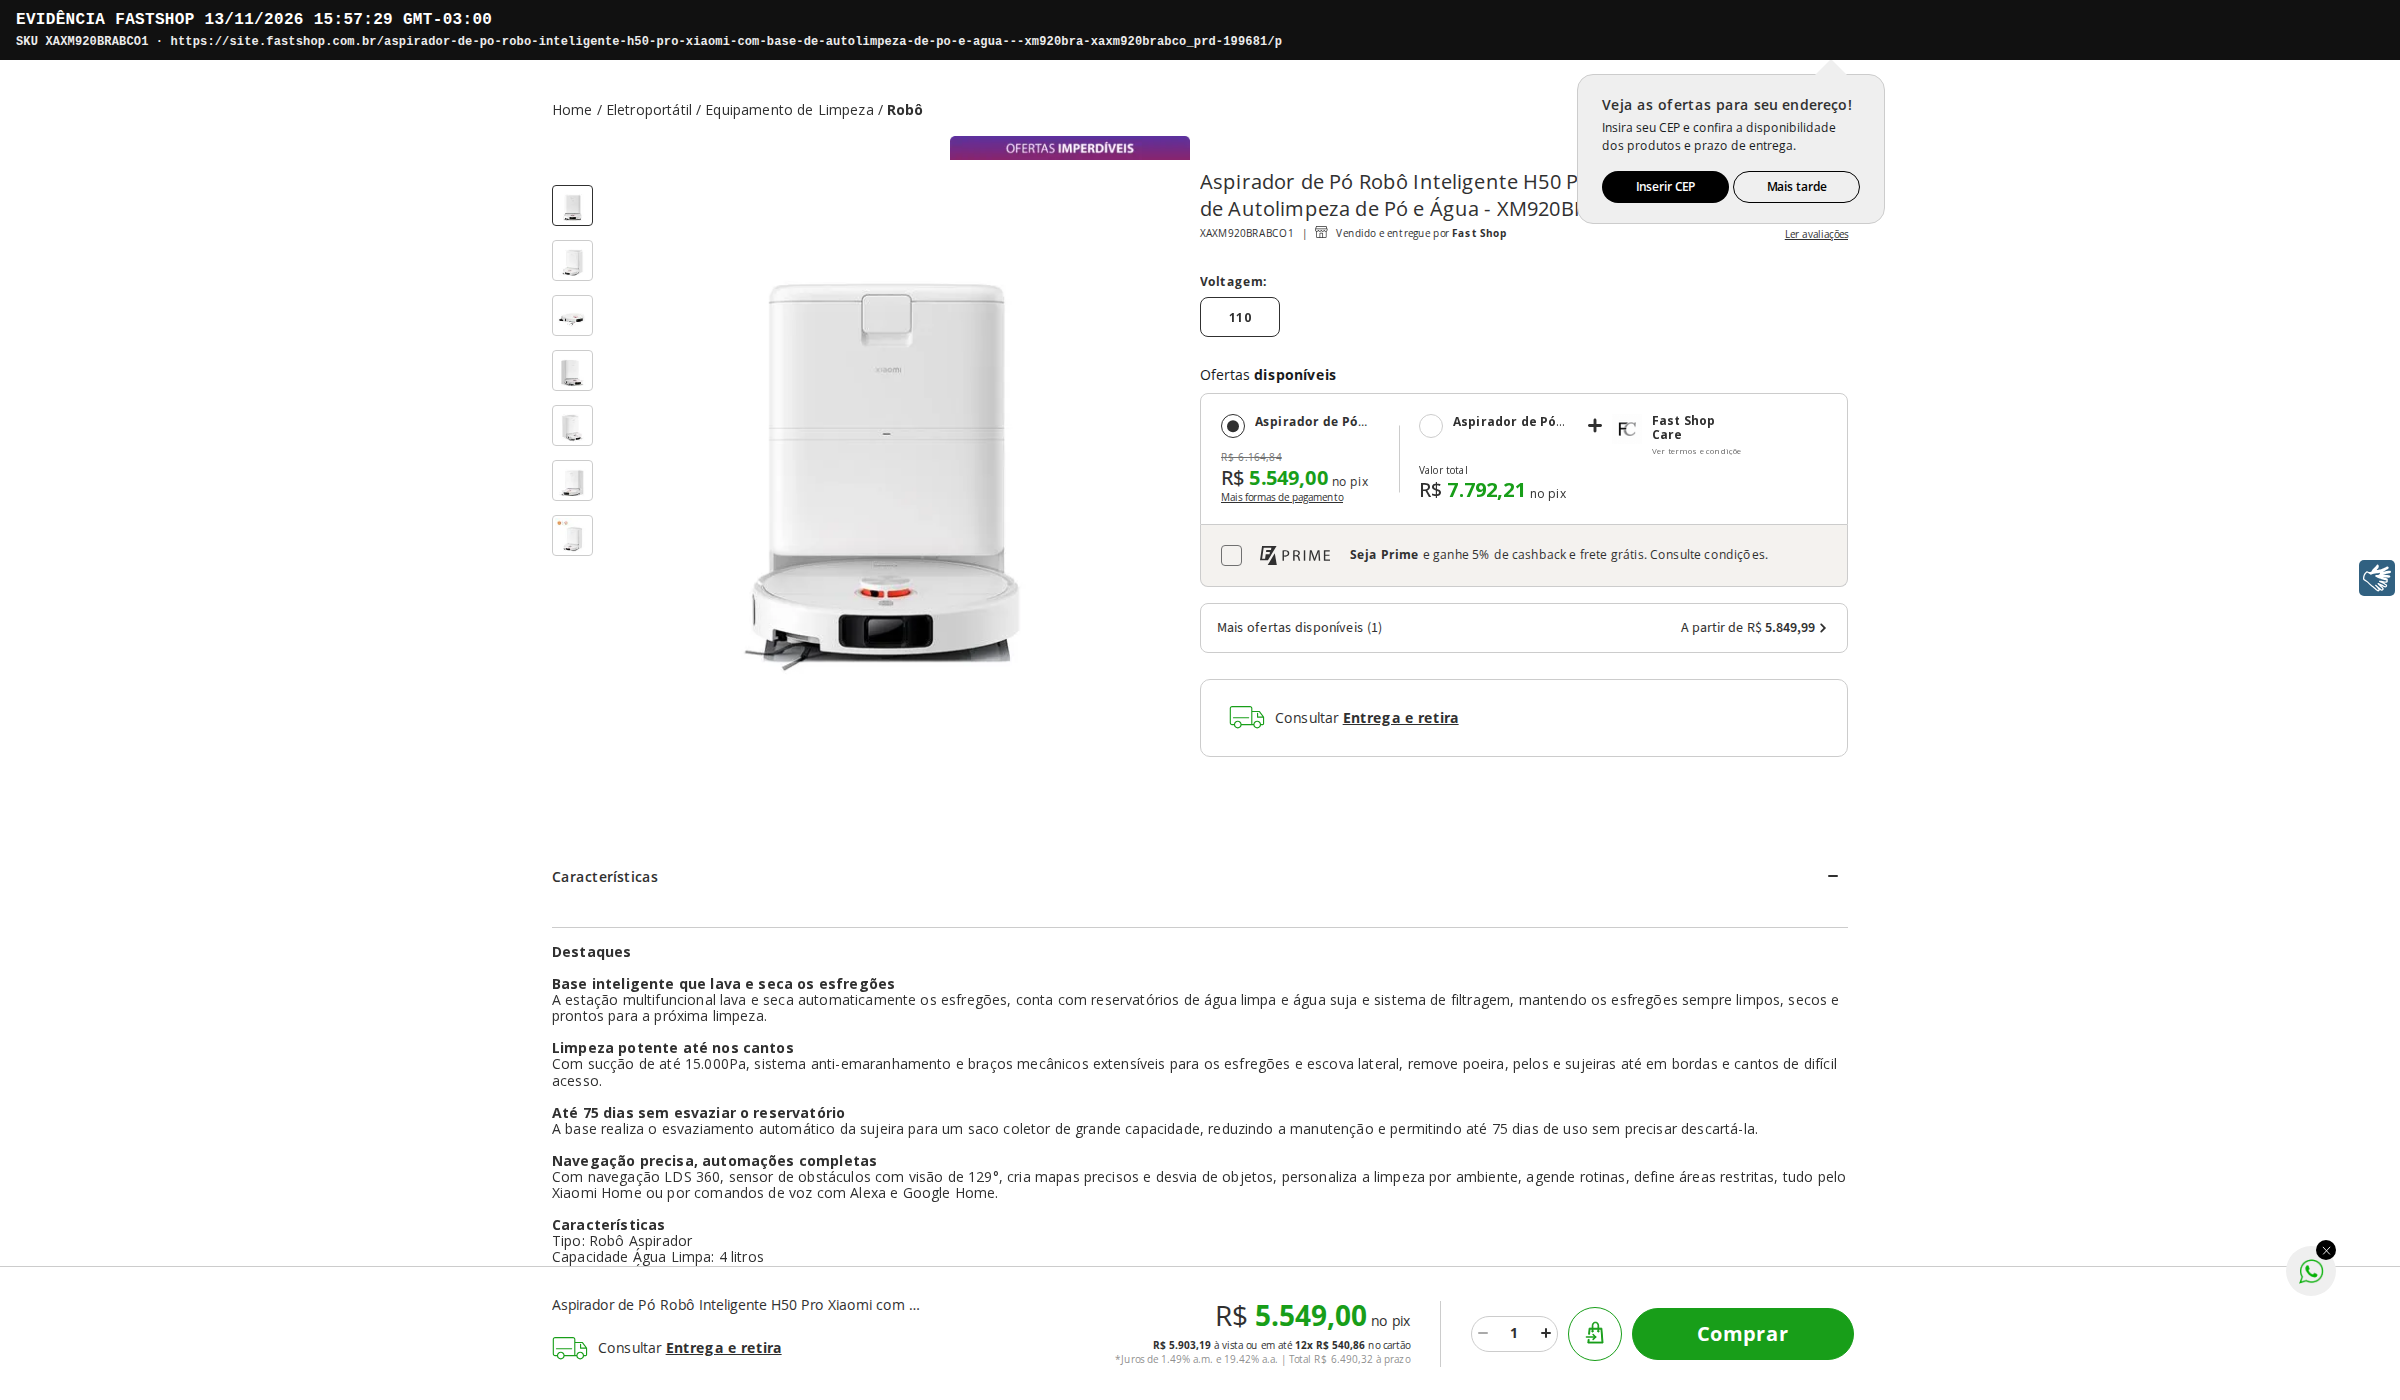 EVIDÊNCIA FASTSHOP 13/11/2026 15:57:29 GMT-03:00
SKU XAXM920BRABCO1 · https://site.fastshop.com.br/aspirador-de-po-robo-inteligente-h50-pro-xiaomi-com-base-de-autolimpeza-de-po-e-agua---xm920bra-xaxm920brabco_prd-199681/p
Home / Eletroportátil / Equipamento de Limpeza / Robô
Veja as ofertas para seu endereço!
Insira seu CEP e confira a disponibilidade
dos produtos e prazo de entrega.
Inserir CEP
Mais tarde
OFERTAS IMPERDÍVEIS
Aspirador de Pó Robô Inteligente H50 P
de Autolimpeza de Pó e Água - XM920B
XAXM920BRABCO1 | Vendido e entregue por Fast Shop
Ler avaliações
Voltagem:
110
xiaomi
Ofertas disponíveis
Aspirador de Pó...
R$ 6.164,84
R$ 5.549,00 no pix
Mais formas de pagamento
Aspirador de Pó...
+
FC
Fast Shop
Care
Ver termos e condiçõe
Valor total
R$ 7.792,21 no pix
PRIME Seja Prime e ganhe 5% de cashback e frete grátis. Consulte condições.
Mais ofertas disponíveis (1)
A partir de R$ 5.849,99
Consultar Entrega e retira
Características
Destaques
Base inteligente que lava e seca os esfregões
A estação multifuncional lava e seca automaticamente os esfregões, conta com reservatórios de água limpa e água suja e sistema de filtragem, mantendo os esfregões sempre limpos, secos e
prontos para a próxima limpeza.
Limpeza potente até nos cantos
Com sucção de até 15.000Pa, sistema anti-emaranhamento e braços mecânicos extensíveis para os esfregões e escova lateral, remove poeira, pelos e sujeiras até em bordas e cantos de difícil
acesso.
Até 75 dias sem esvaziar o reservatório
A base realiza o esvaziamento automático da sujeira para um saco coletor de grande capacidade, reduzindo a manutenção e permitindo até 75 dias de uso sem precisar descartá-la.
Navegação precisa, automações completas
Com navegação LDS 360, sensor de obstáculos com visão de 129°, cria mapas precisos e desvia de objetos, personaliza a limpeza por ambiente, agende rotinas, define áreas restritas, tudo pelo
Xiaomi Home ou por comandos de voz com Alexa e Google Home.
Características
Tipo: Robô Aspirador
Capacidade Água Limpa: 4 litros
Aspirador de Pó Robô Inteligente H50 Pro Xiaomi com ...
Consultar Entrega e retira
R$ 5.549,00 no pix
R$ 5.903,19 à vista ou em até 12x R$ 540,86 no cartão
*Juros de 1.49% a.m. e 19.42% a.a. | Total R$ 6.490,32 à prazo
1
Comprar